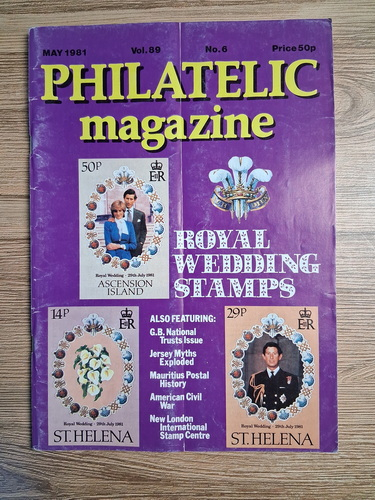 MAY 1981 Vol. 89 No. 6 Price 50p
PHILATELIC
magazine
50P
E R
ROYAL
WEDDING
STAMPS
Royal Wedding - 29th July 1981
ASCENSION
ISLAND
14P
E R
Royal Wedding - 29th July 1981
ST. HELENA
ALSO FEATURING:
G.B. National
Trusts Issue
Jersey Myths
Exploded
Mauritius Postal
History
American Civil
War
New London
International
Stamp Centre
29P
E R
Royal Wedding - 29th July 1981
ST. HELENA